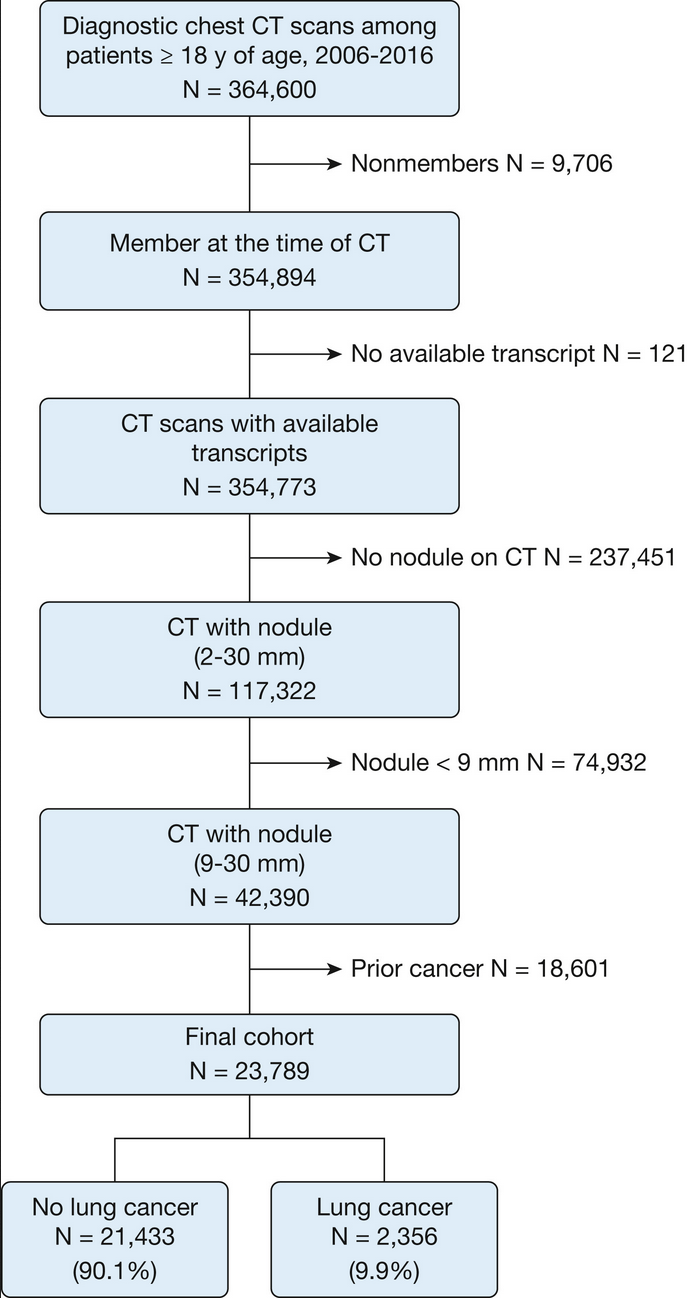 Diagnostic chest CT scans among
patients ≥ 18 y of age, 2006-2016
N = 364,600
Nonmembers N = 9,706
Member at the time of CT
N = 354,894
No available transcript N = 121
CT scans with available
transcripts
N = 354,773
No nodule on CT N = 237,451
CT with nodule
(2-30 mm)
N = 117,322
Nodule < 9 mm N = 74,932
CT with nodule
(9-30 mm)
N = 42,390
Prior cancer N = 18,601
Final cohort
N = 23,789
No lung cancer
N = 21,433
(90.1%)
Lung cancer
N = 2,356
(9.9%)